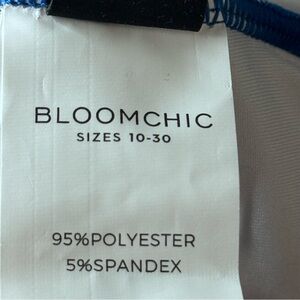 BLOOMCHIC
SIZES 10-30
95%POLYESTER
5%SPANDEX